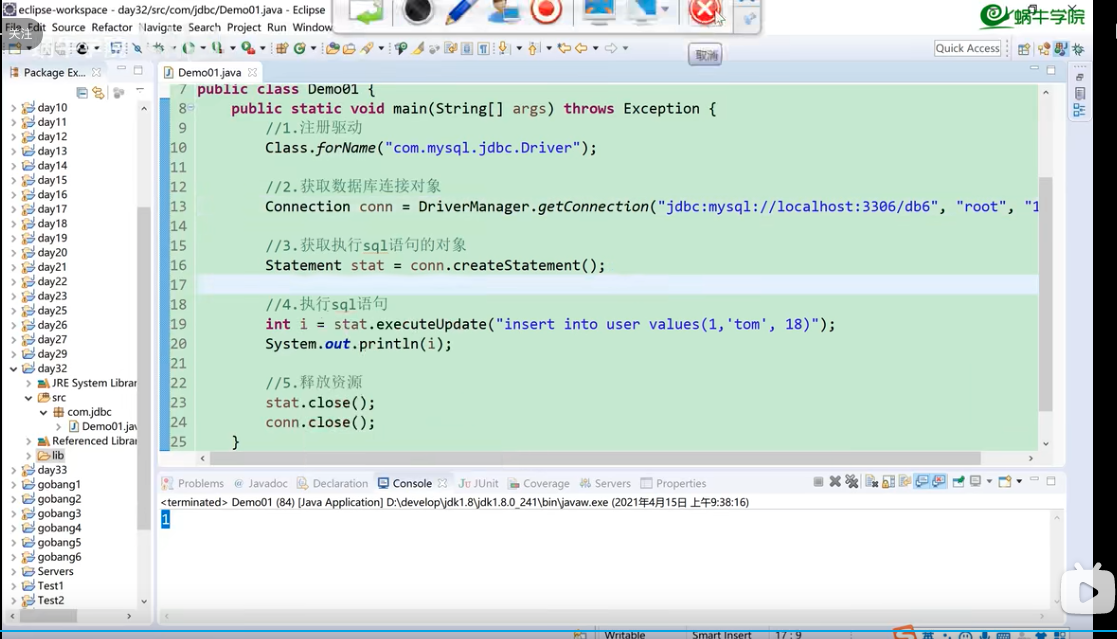 eclipse-workspace - day32/src/com/jdbc/Demo01.java - Eclipse
File Edit Source Refactor Navigate Search Project Run Window
关注
取消
蜗牛学院
Quick Access
Package Ex...
day10
day11
day12
day13
day14
day15
day16
day17
day18
day19
day20
day21
day22
day23
day25
day26
day27
day29
day32
JRE System Librar
src
com.jdbc
Demo01.jav
Referenced Librar
lib
day33
gobang1
gobang2
gobang3
gobang4
gobang5
gobang6
Servers
Test1
Test2
Demo01.java
7 public class Demo01 {
8 public static void main(String[] args) throws Exception {
9 //1.注册驱动
10 Class.forName("com.mysql.jdbc.Driver");
11
12 //2.获取数据库连接对象
13 Connection conn = DriverManager.getConnection("jdbc:mysql://localhost:3306/db6", "root", "1
14
15 //3.获取执行sql语句的对象
16 Statement stat = conn.createStatement();
17
18 //4.执行sql语句
19 int i = stat.executeUpdate("insert into user values(1,'tom', 18)");
20 System.out.println(i);
21
22 //5.释放资源
23 stat.close();
24 conn.close();
25 }
Problems @ Javadoc Declaration Console JUnit Coverage Servers Properties
<terminated> Demo01 (84) [Java Application] D:\develop\jdk1.8\jdk1.8.0_241\bin\javaw.exe (2021年4月15日 上午9:38:16)
1
Writable Smart Insert 17 : 9
英